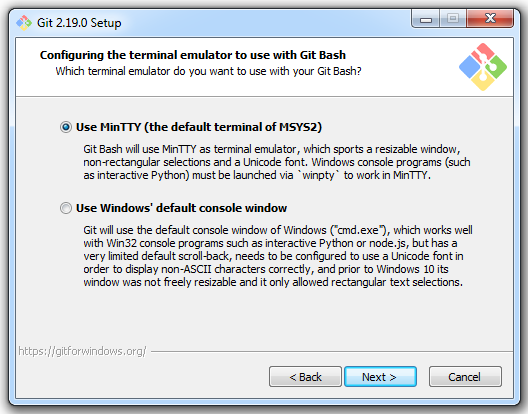 Git 2.19.0 Setup
Configuring the terminal emulator to use with Git Bash
Which terminal emulator do you want to use with your Git Bash?
Use MinTTY (the default terminal of MSYS2)
Git Bash will use MinTTY as terminal emulator, which sports a resizable window,
non-rectangular selections and a Unicode font. Windows console programs (such
as interactive Python) must be launched via `winpty` to work in MinTTY.
Use Windows' default console window
Git will use the default console window of Windows ("cmd.exe"), which works well
with Win32 console programs such as interactive Python or node.js, but has a
very limited default scroll-back, needs to be configured to use a Unicode font in
order to display non-ASCII characters correctly, and prior to Windows 10 its
window was not freely resizable and it only allowed rectangular text selections.
https://gitforwindows.org/
< Back
Next >
Cancel